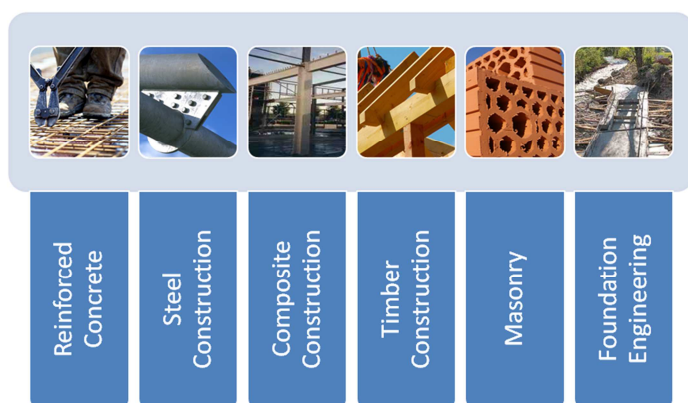 Reinforced
Concrete
Steel
Construction
Composite
Construction
Timber
Construction
Masonry
Foundation
Engineering